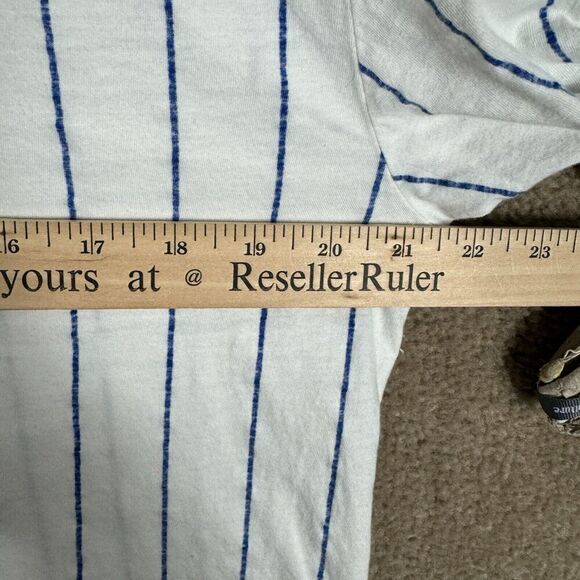 6 17 18 19 20 21 22 23
yours at @ ResellerRuler